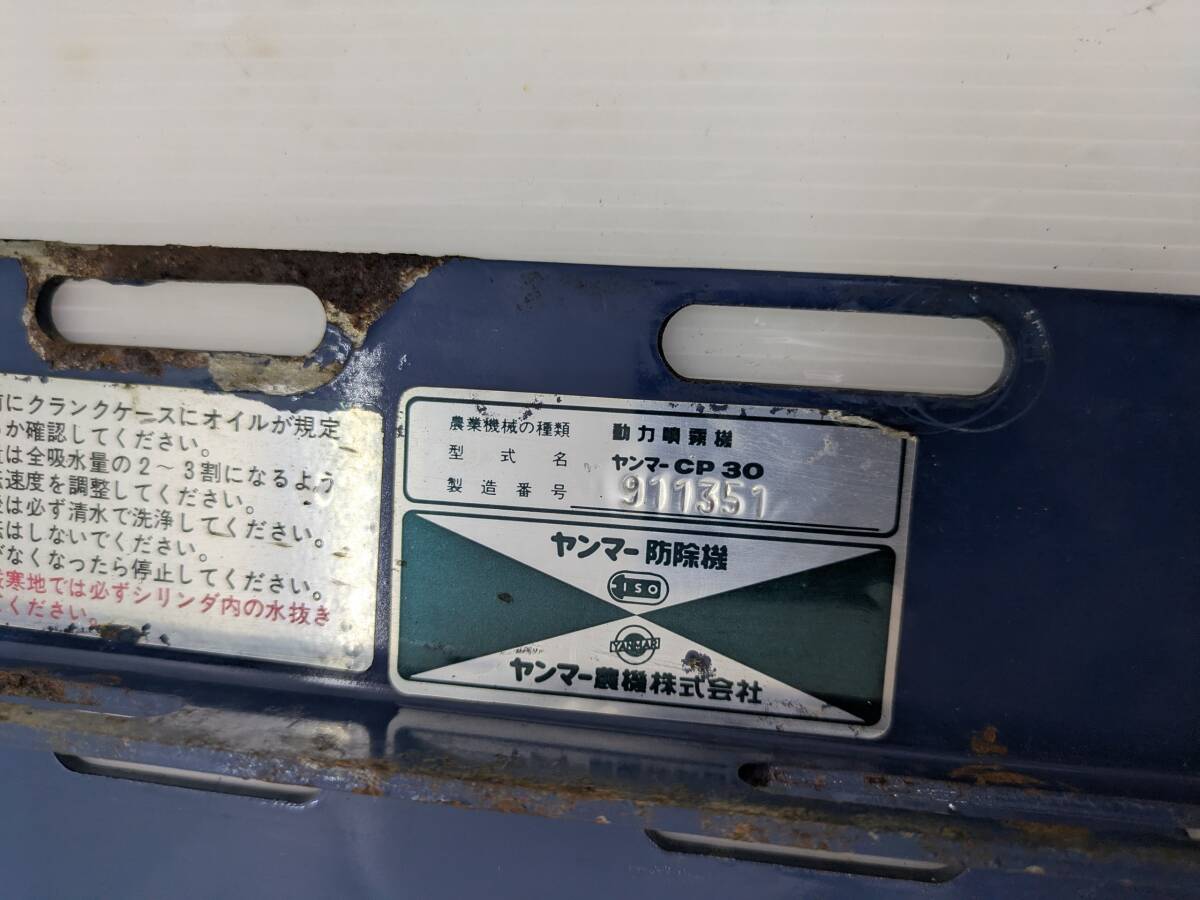 にクランクケースにオイルが規定
か確認してください。
は全吸水量の2～3割になるよう
速度を調整してください。
は必ず清水で洗浄してください。
はしないでください。
なくなったら停止してください。
寒地では必ずシリンダ内の水抜き
ください。
農業機械の種類 動力噴霧機
型式名 ヤンマーCP30
製造番号 911351
ヤンマー防除機
ISO
YANMAR
ヤンマー農機株式会社